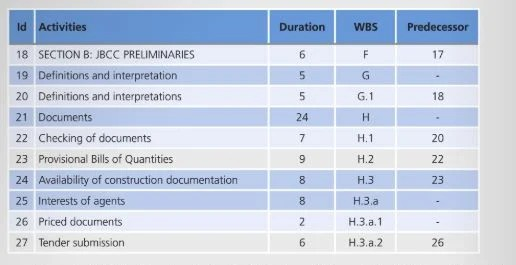 Id Activities Duration WBS Predecessor
18 SECTION B: JBCC PRELIMINARIES 6 F 17
19 Definitions and interpretation 5 G -
20 Definitions and interpretations 5 G.1 18
21 Documents 24 H -
22 Checking of documents 7 H.1 20
23 Provisional Bills of Quantities 9 H.2 22
24 Availability of construction documentation 8 H.3 23
25 Interests of agents 8 H.3.a -
26 Priced documents 2 H.3.a.1 -
27 Tender submission 6 H.3.a.2 26